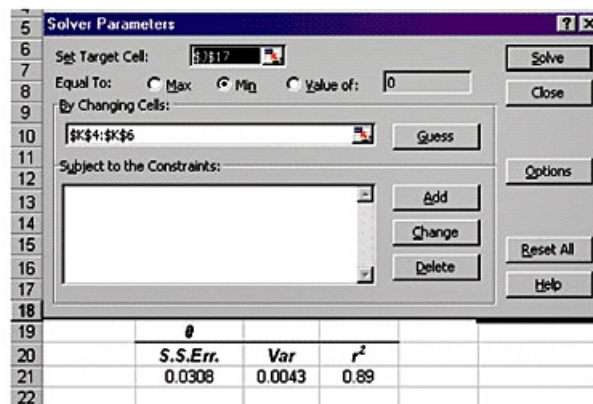 5 Solver Parameters
6 Set Target Cell:
7
8 Equal To: Max Min Value of: 0
9 By Changing Cells:
10 $K$4:$K$6 Guess
11
12 Subject to the Constraints:
13 Add
14 Change
15
16 Delete
17
18
Solve
Close
Options
Reset All
Help
19 θ
20 S.S.Err. Var r²
21 0.0308 0.0043 0.89
22